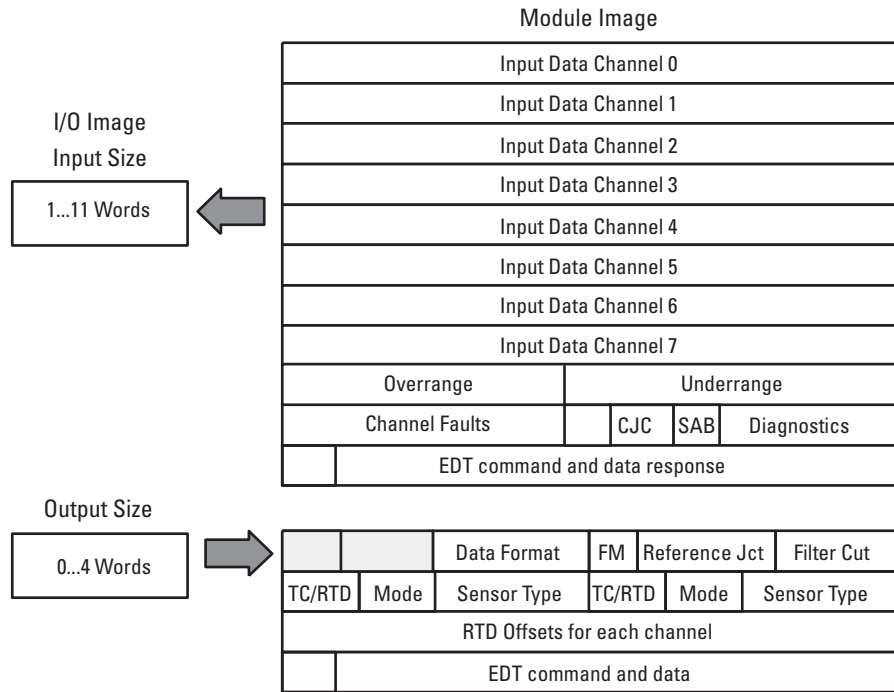 Module Image
Input Data Channel 0
Input Data Channel 1
I/O Image
Input Size
1...11 Words
Input Data Channel 2
Input Data Channel 3
Input Data Channel 4
Input Data Channel 5
Input Data Channel 6
Input Data Channel 7
Overrange Underrange
Channel Faults CJC SAB Diagnostics
EDT command and data response
Output Size
0...4 Words
Data Format FM Reference Jct Filter Cut
TC/RTD Mode Sensor Type TC/RTD Mode Sensor Type
RTD Offsets for each channel
EDT command and data